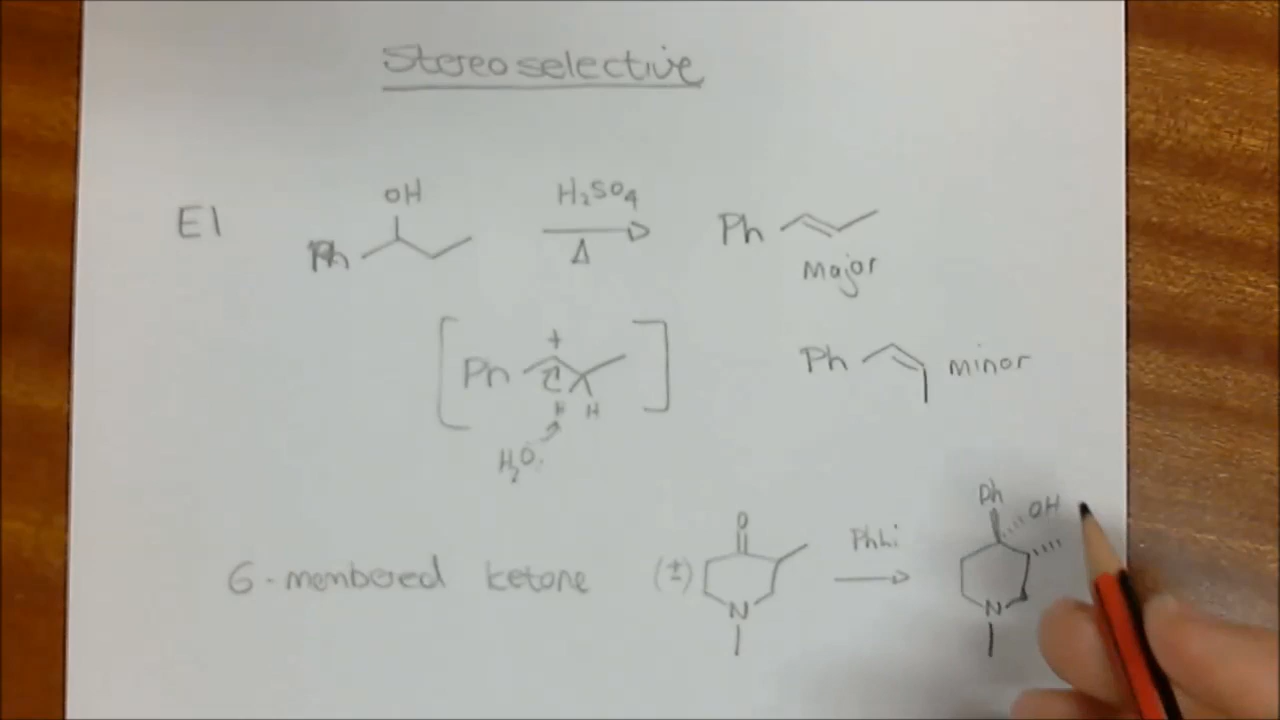 Stereoselective
E1
OH
Ph
H₂SO₄
Δ
Ph
Major
Ph
+
H H
H₂O:
Ph
minor
6-membered ketone
(±)
O
N
PhLi
Ph
OH
N